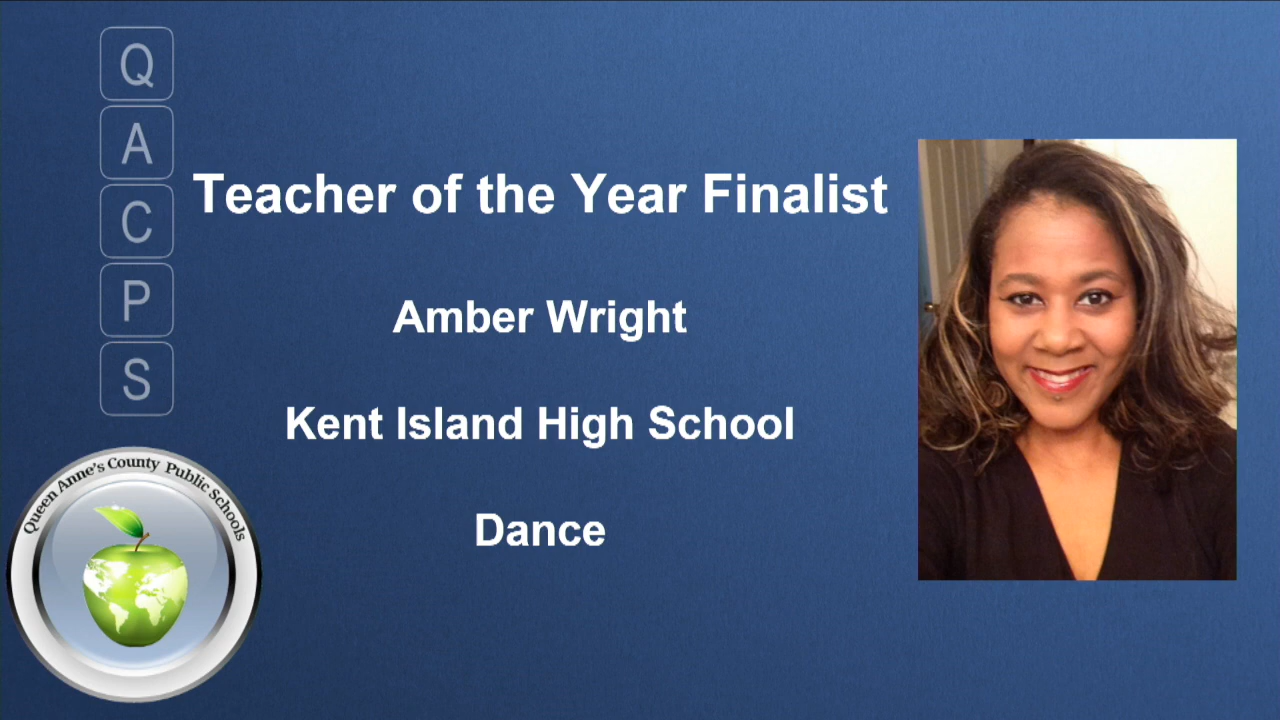 Q
A
C
P
S
Teacher of the Year Finalist
Amber Wright
Kent Island High School
Dance
Queen Anne's County Public Schools